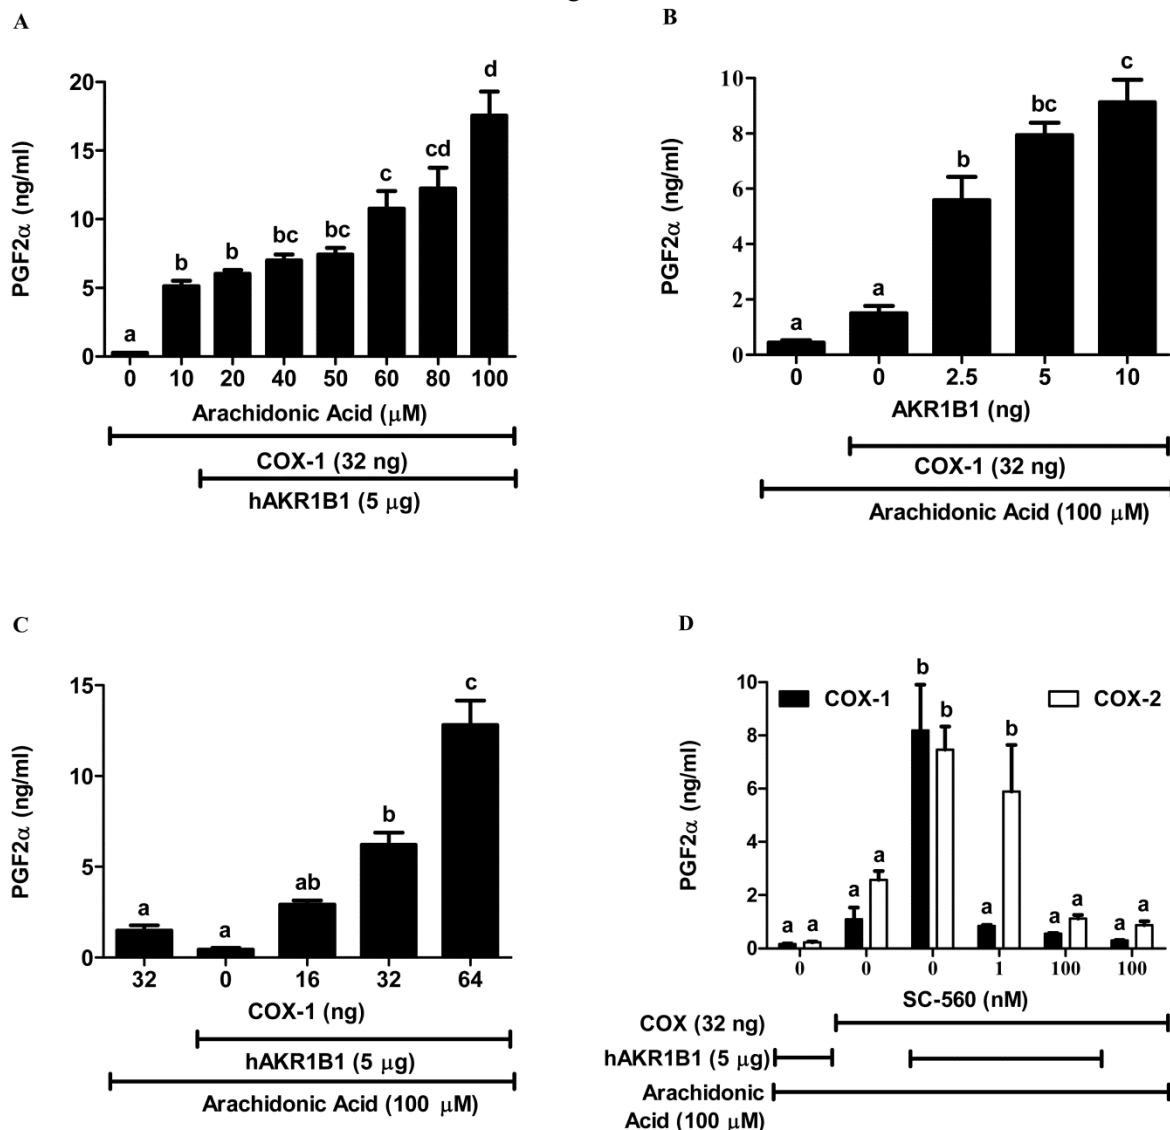 g
A
PGF2α (ng/ml)
20
15
10
5
0
a
b
b
bc
bc
c
cd
d
0 10 20 40 50 60 80 100
Arachidonic Acid (μM)
COX-1 (32 ng)
hAKR1B1 (5 μg)
B
PGF2α (ng/ml)
10
8
6
4
2
0
a
a
b
bc
c
0 0 2.5 5 10
AKR1B1 (ng)
COX-1 (32 ng)
Arachidonic Acid (100 μM)
C
PGF2α (ng/ml)
15
10
5
0
a
a
ab
b
c
32 0 16 32 64
COX-1 (ng)
hAKR1B1 (5 μg)
Arachidonic Acid (100 μM)
D
PGF2α (ng/ml)
10
8
6
4
2
0
COX-1
COX-2
a a
a a
b b
a b
a a
a a
0 0 0 1 100 100
SC-560 (nM)
COX (32 ng)
hAKR1B1 (5 μg)
Arachidonic
Acid (100 μM)